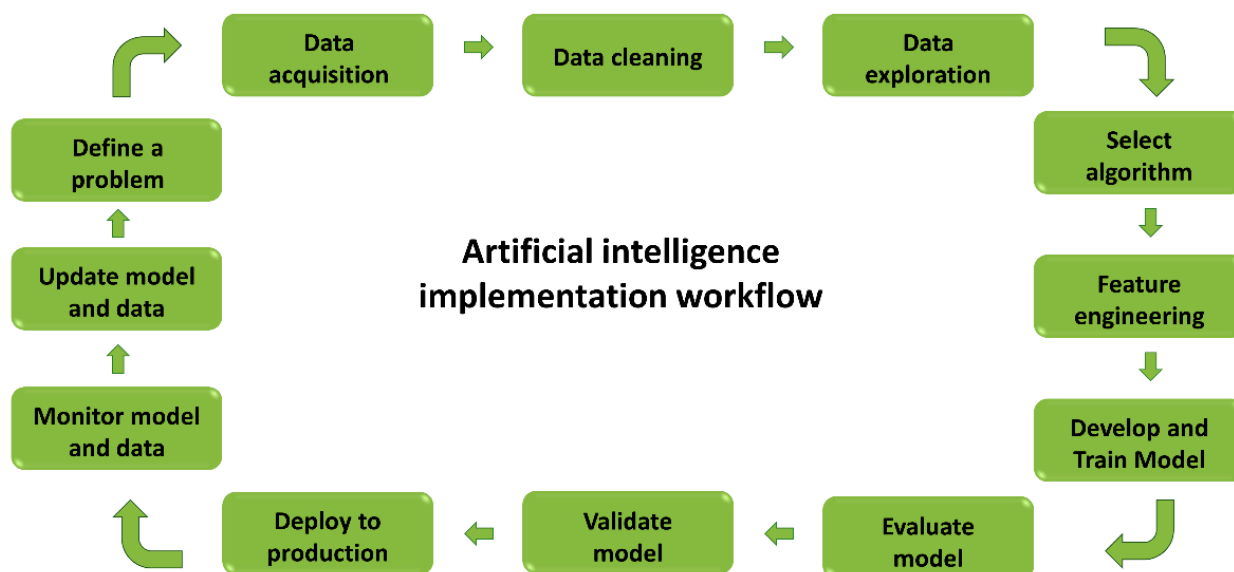 Data
acquisition
Data cleaning
Data
exploration
Define a
problem
Select
algorithm
Artificial intelligence
implementation workflow
Update model
and data
Feature
engineering
Monitor model
and data
Develop and
Train Model
Deploy to
production
Validate
model
Evaluate
model